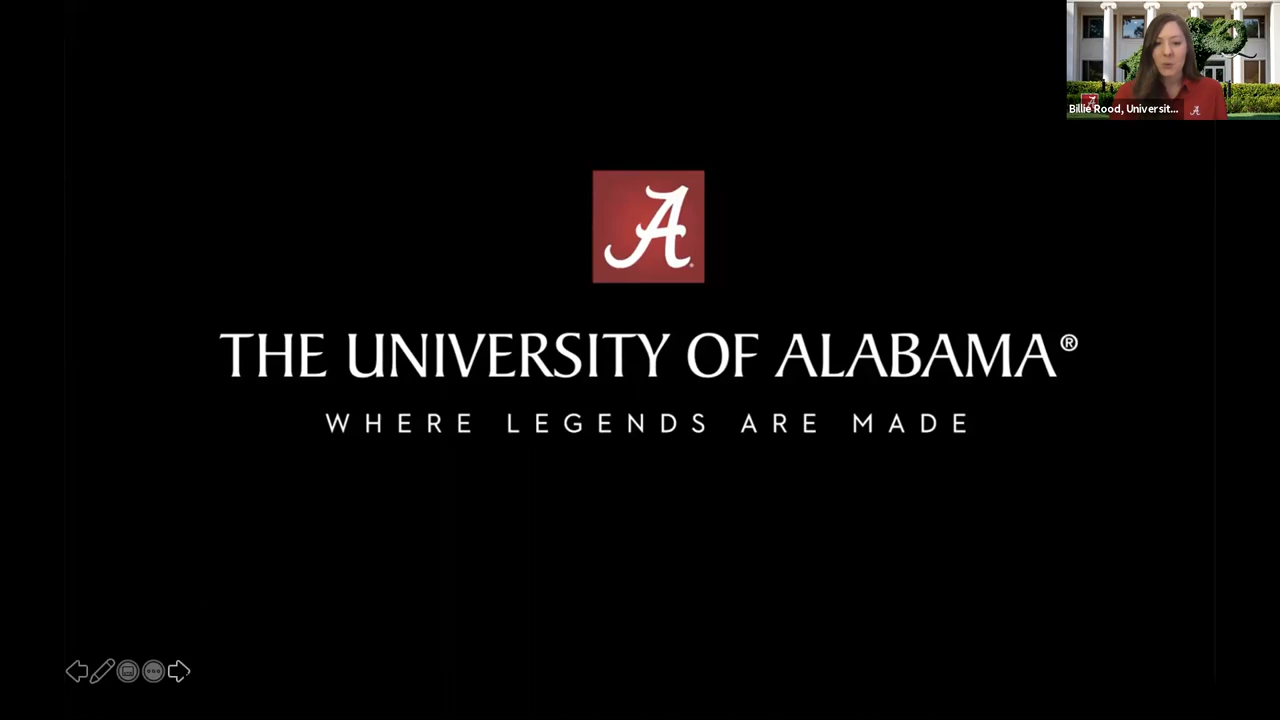 Billie Rood, Universit...
A
THE UNIVERSITY OF ALABAMA®
WHERE LEGENDS ARE MADE